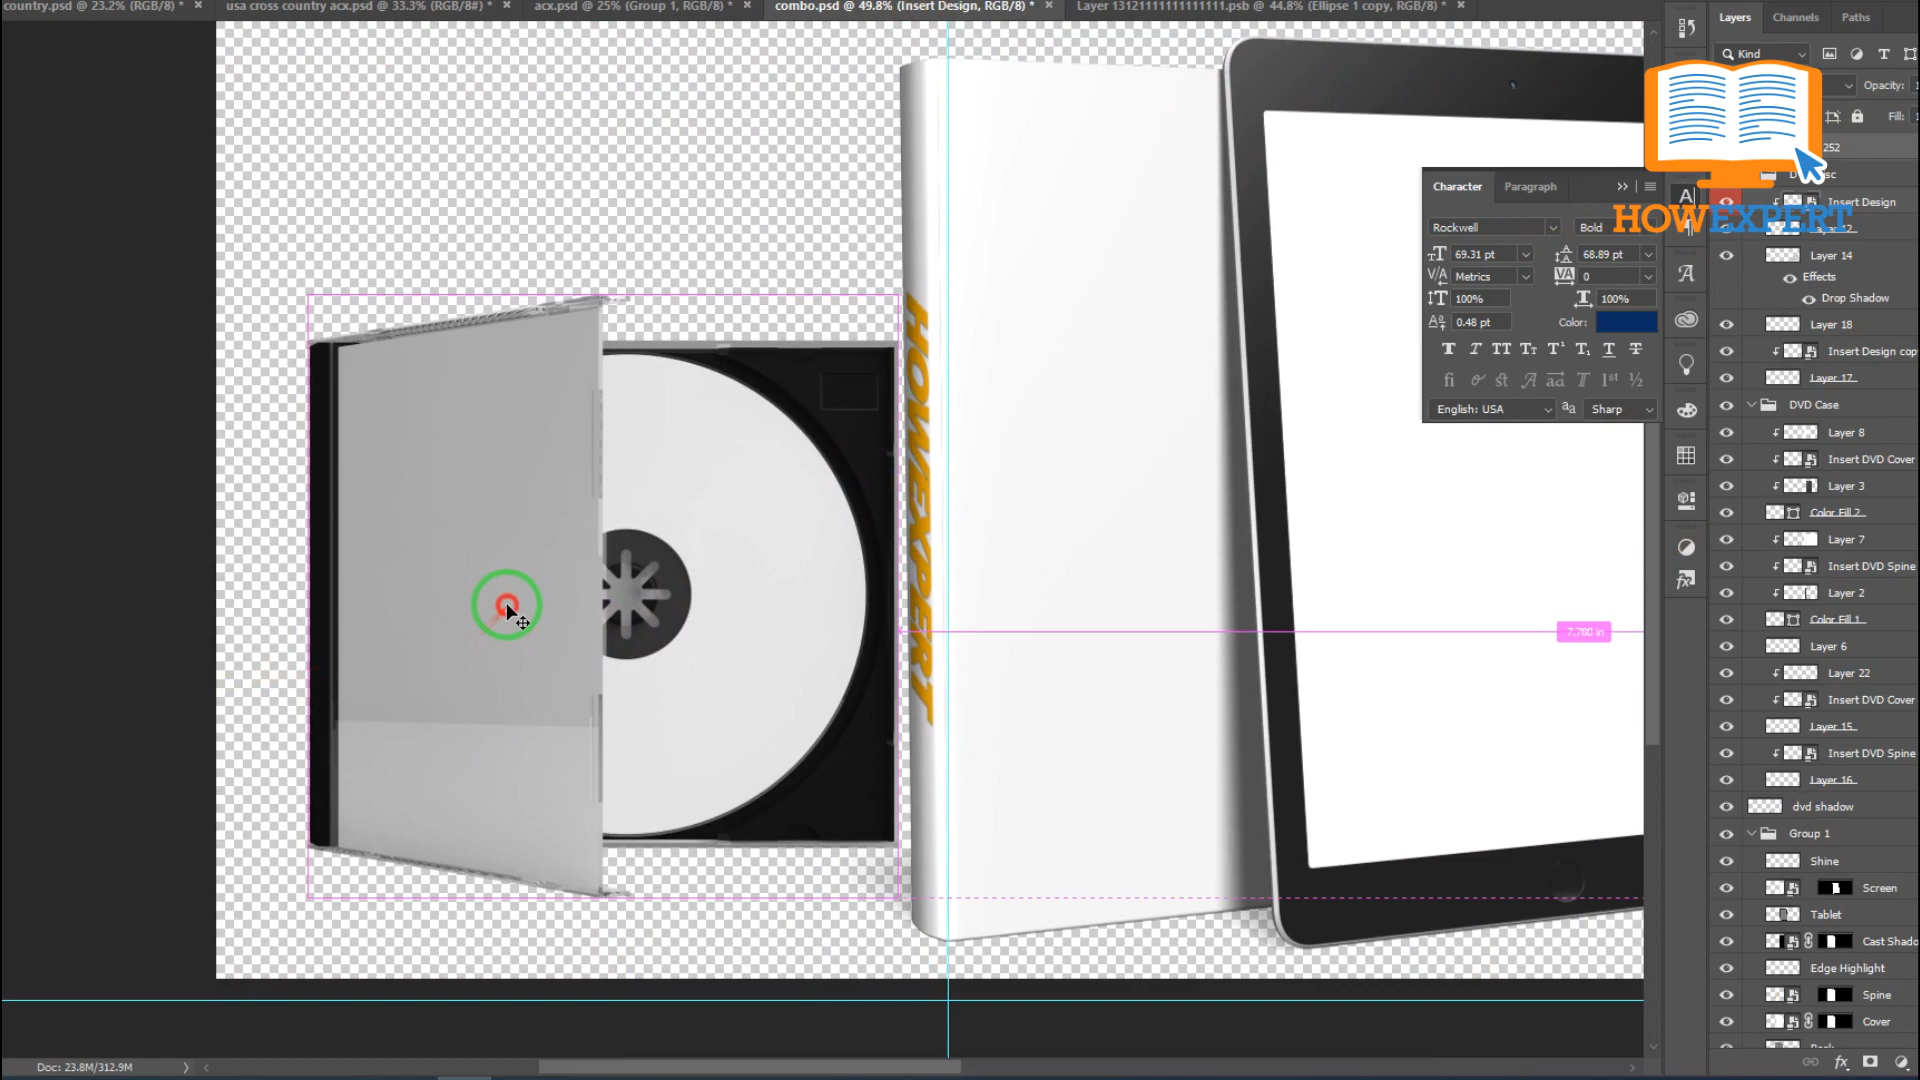 country.psd @ 23.2% (RGB/8) *
usa cross country acx.psd @ 33.3% (RGB/8#) *
acx.psd @ 25% (Group 1, RGB/8) *
combo.psd @ 49.8% (Insert Design, RGB/8) *
Layer 13121111111111111.psb @ 44.8% (Ellipse 1 copy, RGB/8) *
Layers
Channels
Paths
Kind
Opacity:
Fill:
HOWEXPERT
Character
Paragraph
Rockwell
Bold
69.31 pt
68.89 pt
Metrics
0
100%
100%
0.48 pt
Color:
English: USA
Sharp
HOWEXPERT
7.780 in
252
Insert Design
Layer 14
Effects
Drop Shadow
Layer 18
Insert Design cop
Layer 17
DVD Case
Layer 8
Insert DVD Cover
Layer 3
Color Fill 2
Layer 7
Insert DVD Spine
Layer 2
Color Fill 1
Layer 6
Layer 22
Insert DVD Cover
Layer 15
Insert DVD Spine
Layer 16
dvd shadow
Group 1
Shine
Screen
Tablet
Cast Shado
Edge Highlight
Spine
Cover
Doc: 23.8M/312.9M